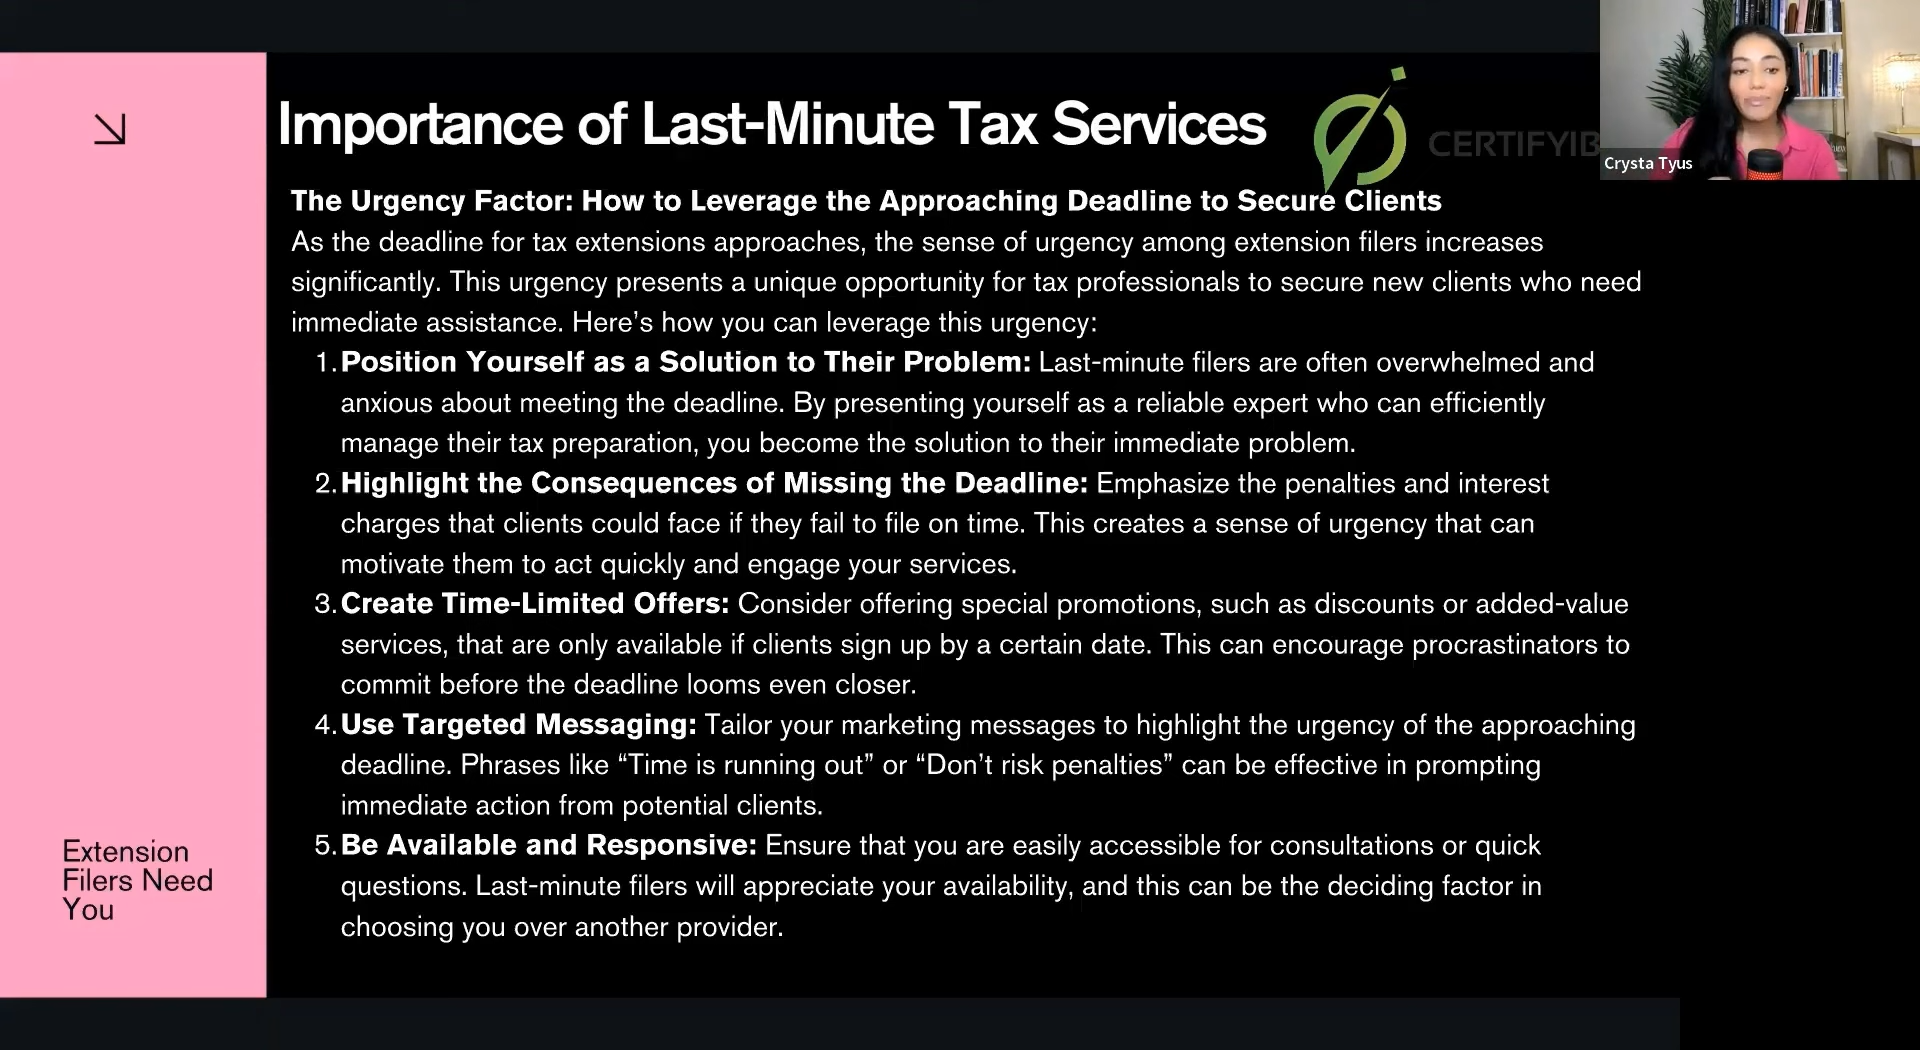 Importance of Last-Minute Tax Services
CERTIFYIB
Crysta Tyus
The Urgency Factor: How to Leverage the Approaching Deadline to Secure Clients
As the deadline for tax extensions approaches, the sense of urgency among extension filers increases
significantly. This urgency presents a unique opportunity for tax professionals to secure new clients who need
immediate assistance. Here’s how you can leverage this urgency:
1. Position Yourself as a Solution to Their Problem: Last-minute filers are often overwhelmed and
anxious about meeting the deadline. By presenting yourself as a reliable expert who can efficiently
manage their tax preparation, you become the solution to their immediate problem.
2. Highlight the Consequences of Missing the Deadline: Emphasize the penalties and interest
charges that clients could face if they fail to file on time. This creates a sense of urgency that can
motivate them to act quickly and engage your services.
3. Create Time-Limited Offers: Consider offering special promotions, such as discounts or added-value
services, that are only available if clients sign up by a certain date. This can encourage procrastinators to
commit before the deadline looms even closer.
4. Use Targeted Messaging: Tailor your marketing messages to highlight the urgency of the approaching
deadline. Phrases like “Time is running out” or “Don’t risk penalties” can be effective in prompting
immediate action from potential clients.
5. Be Available and Responsive: Ensure that you are easily accessible for consultations or quick
questions. Last-minute filers will appreciate your availability, and this can be the deciding factor in
choosing you over another provider.
Extension
Filers Need
You